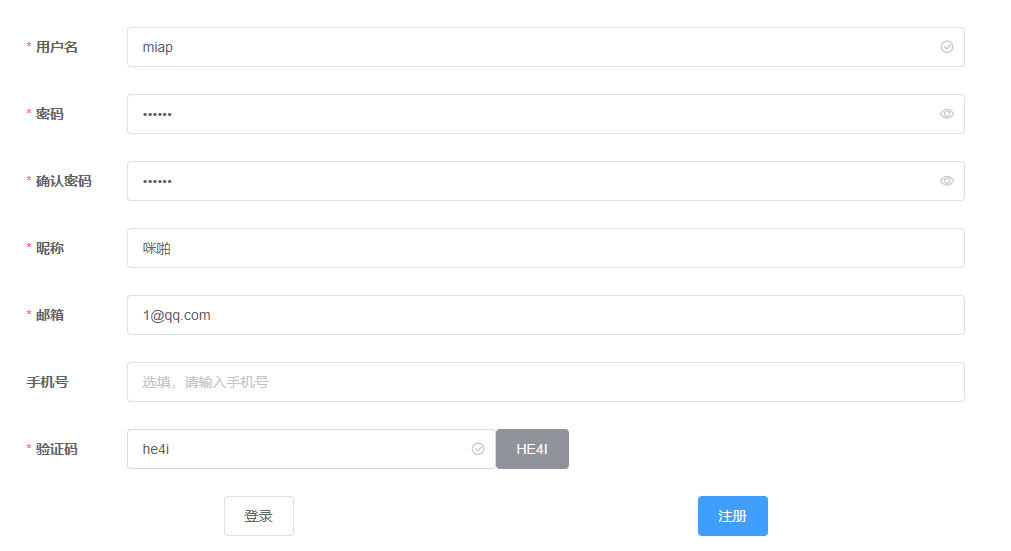 * 用户名 miap
* 密码 ••••••
* 确认密码 ••••••
* 昵称 咪啪
* 邮箱 1@qq.com
手机号 选填，请输入手机号
* 验证码 he4i HE4I
登录 注册